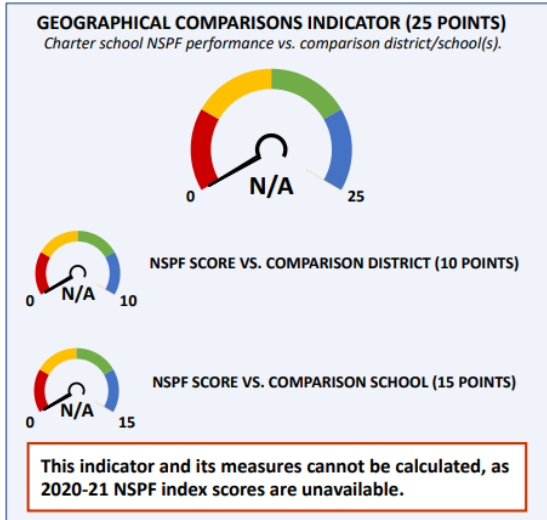 GEOGRAPHICAL COMPARISONS INDICATOR (25 POINTS)
Charter school NSPF performance vs. comparison district/school(s).
N/A
0
25
NSPF SCORE VS. COMPARISON DISTRICT (10 POINTS)
N/A
0
10
NSPF SCORE VS. COMPARISON SCHOOL (15 POINTS)
N/A
0
15
This indicator and its measures cannot be calculated, as
2020-21 NSPF index scores are unavailable.